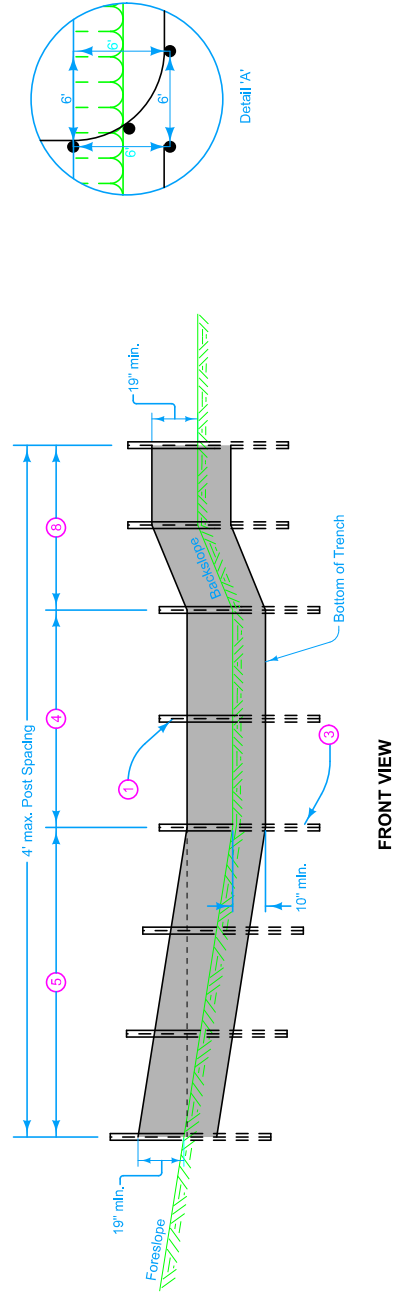 4' max. Post Spacing
5
4
8
19" min.
19" min.
1
Foreslope
Backslope
10" min.
3
Bottom of Trench
FRONT VIEW
6'
6'
6'
6'
Detail 'A'